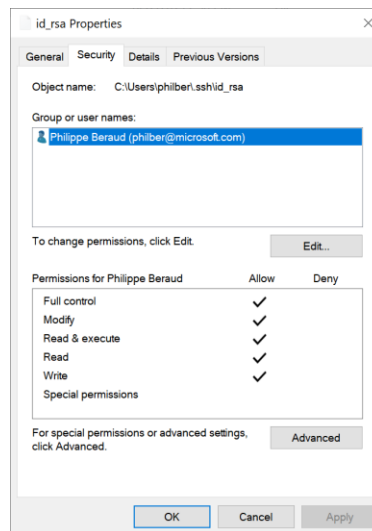 id_rsa Properties
General Security Details Previous Versions
Object name: C:\Users\philber\.ssh\id_rsa
Group or user names:
Philippe Beraud (philber@microsoft.com)
To change permissions, click Edit.
Edit...
Permissions for Philippe Beraud Allow Deny
Full control
Modify
Read & execute
Read
Write
Special permissions
For special permissions or advanced settings,
click Advanced.
Advanced
OK Cancel Apply